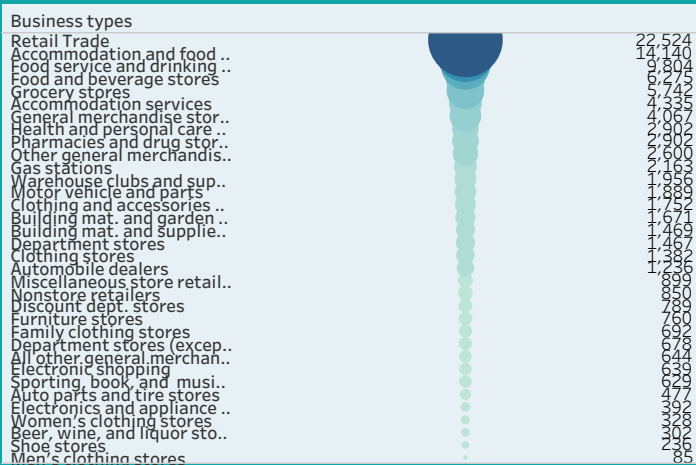 Business types
Retail Trade 22,524
Accommodation and food .. 14,140
Food service and drinking .. 9,804
Food and beverage stores 6,275
Grocery stores 5,742
Accommodation services 4,335
General merchandise stor.. 4,067
Health and personal care .. 2,902
Pharmacies and drug stor.. 2,902
Other general merchandis.. 2,600
Gas stations 2,163
Warehouse clubs and sup.. 1,956
Motor vehicle and parts 1,889
Clothing and accessories .. 1,752
Building mat. and garden .. 1,671
Building mat. and supplie.. 1,469
Department stores 1,467
Clothing stores 1,382
Automobile dealers 1,236
Miscellaneous store retail.. 899
Nonstore retailers 850
Discount dept. stores 789
Furniture stores 760
Family clothing stores 692
Department stores (excep.. 678
All other general merchan.. 644
Electronic shopping 639
Sporting, book, and musi.. 629
Auto parts and tire stores 477
Electronics and appliance .. 392
Women's clothing stores 328
Beer, wine, and liquor sto.. 302
Shoe stores 236
Men's clothing stores 85